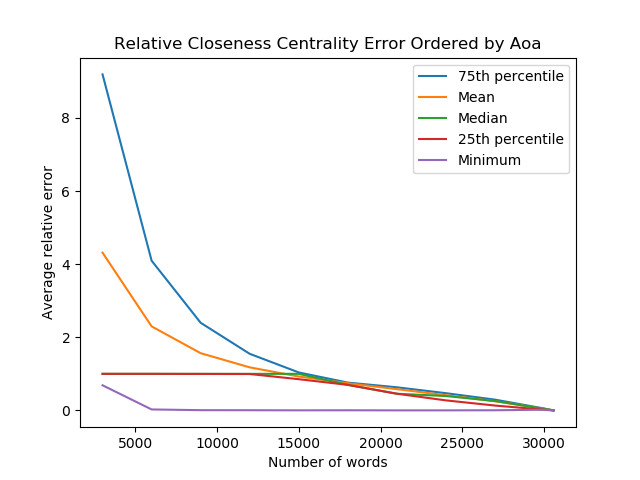 Relative Closeness Centrality Error Ordered by Aoa
75th percentile
Mean
Median
25th percentile
Minimum
Average relative error
8
6
4
2
0
5000 10000 15000 20000 25000 30000
Number of words